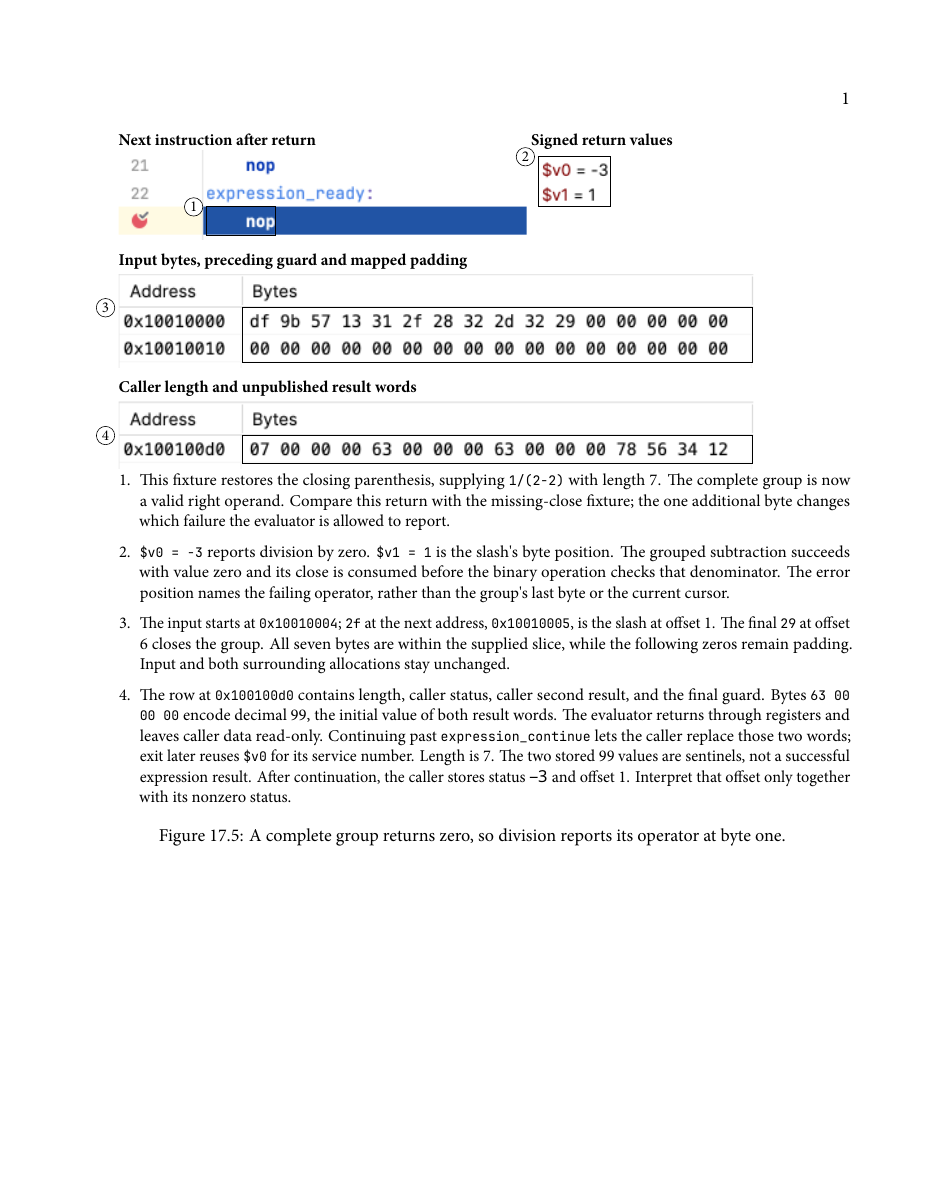 1
Next instruction after return
Signed return values
21 nop
22 expression_ready:
1 nop
2
$v0 = -3
$v1 = 1
Input bytes, preceding guard and mapped padding
Address Bytes
3
0x10010000 df 9b 57 13 31 2f 28 32 2d 32 29 00 00 00 00 00
0x10010010 00 00 00 00 00 00 00 00 00 00 00 00 00 00 00 00
Caller length and unpublished result words
Address Bytes
4
0x100100d0 07 00 00 00 63 00 00 00 63 00 00 00 78 56 34 12
1. This fixture restores the closing parenthesis, supplying 1/(2-2) with length 7. The complete group is now
a valid right operand. Compare this return with the missing-close fixture; the one additional byte changes
which failure the evaluator is allowed to report.
2. $v0 = -3 reports division by zero. $v1 = 1 is the slash's byte position. The grouped subtraction succeeds
with value zero and its close is consumed before the binary operation checks that denominator. The error
position names the failing operator, rather than the group's last byte or the current cursor.
3. The input starts at 0x10010004; 2f at the next address, 0x10010005, is the slash at offset 1. The final 29 at offset
6 closes the group. All seven bytes are within the supplied slice, while the following zeros remain padding.
Input and both surrounding allocations stay unchanged.
4. The row at 0x100100d0 contains length, caller status, caller second result, and the final guard. Bytes 63 00
00 00 encode decimal 99, the initial value of both result words. The evaluator returns through registers and
leaves caller data read-only. Continuing past expression_continue lets the caller replace those two words;
exit later reuses $v0 for its service number. Length is 7. The two stored 99 values are sentinels, not a successful
expression result. After continuation, the caller stores status −3 and offset 1. Interpret that offset only together
with its nonzero status.
Figure 17.5: A complete group returns zero, so division reports its operator at byte one.